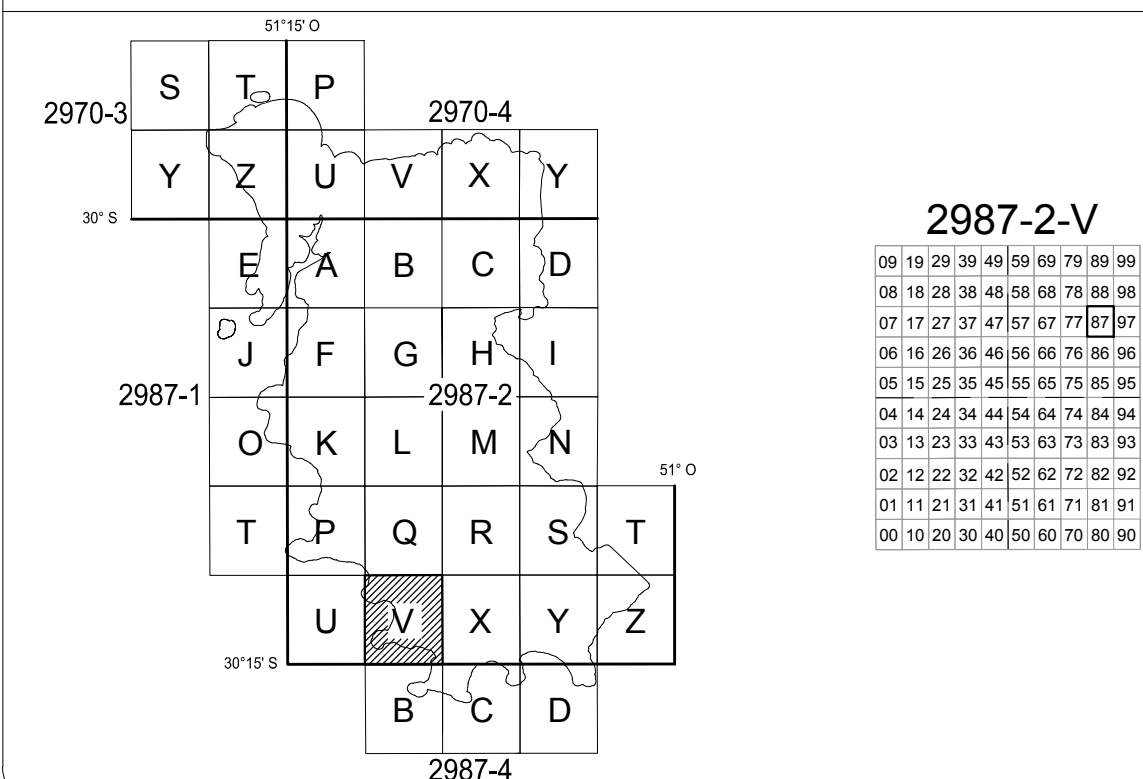 51°15' O
S T P
2970-3 2970-4
Y Z U V X Y
30° S
E A B C D
J F G H I
2987-1 2987-2
O K L M N
51° O
T P Q R S T
U V X Y Z
30°15' S
B C D
2987-4
2987-2-V
09 19 29 39 49 59 69 79 89 99
08 18 28 38 48 58 68 78 88 98
07 17 27 37 47 57 67 77 87 97
06 16 26 36 46 56 66 76 86 96
05 15 25 35 45 55 65 75 85 95
04 14 24 34 44 54 64 74 84 94
03 13 23 33 43 53 63 73 83 93
02 12 22 32 42 52 62 72 82 92
01 11 21 31 41 51 61 71 81 91
00 10 20 30 40 50 60 70 80 90